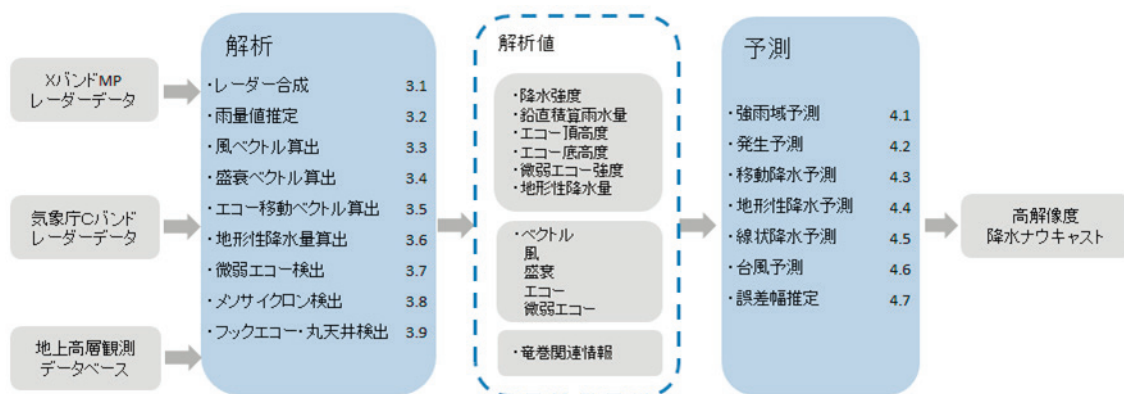 XバンドMP
レーダーデータ
気象庁Cバンド
レーダーデータ
地上高層観測
データベース
解析
・レーダー合成 3.1
・雨量値推定 3.2
・風ベクトル算出 3.3
・盛衰ベクトル算出 3.4
・エコー移動ベクトル算出 3.5
・地形性降水量算出 3.6
・微弱エコー検出 3.7
・メソサイクロン検出 3.8
・フックエコー・丸天井検出 3.9
解析値
・降水強度
・鉛直積算雨水量
・エコー頂高度
・エコー底高度
・微弱エコー強度
・地形性降水量
・ベクトル
風
盛衰
エコー
微弱エコー
・竜巻関連情報
予測
・強雨域予測 4.1
・発生予測 4.2
・移動降水予測 4.3
・地形性降水予測 4.4
・線状降水予測 4.5
・台風予測 4.6
・誤差幅推定 4.7
高解像度
降水ナウキャスト